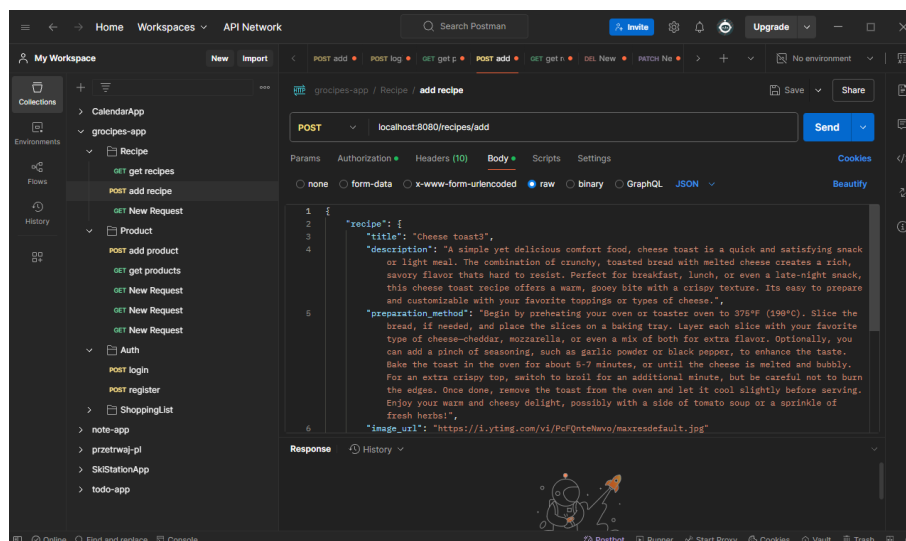 Home Workspaces API Network Search Postman Invite Upgrade
My Workspace New Import POST add POST log GET get p POST add GET get n DEL New PATCH Ne No environment
Collections
Environments
Flows
History
CalendarApp
grocipes-app
Recipe
GET get recipes
POST add recipe
GET New Request
Product
POST add product
GET get products
GET New Request
GET New Request
GET New Request
Auth
POST login
POST register
ShoppingList
note-app
przetrwaj-pl
SkiStationApp
todo-app
HTTP grocipes-app / Recipe / add recipe Save Share
POST localhost:8080/recipes/add Send
Params Authorization Headers (10) Body Scripts Settings Cookies
none form-data x-www-form-urlencoded raw binary GraphQL JSON Beautify
1 {
2 "recipe": {
3 "title": "Cheese toast3",
4 "description": "A simple yet delicious comfort food, cheese toast is a quick and satisfying snack
or light meal. The combination of crunchy, toasted bread with melted cheese creates a rich,
savory flavor thats hard to resist. Perfect for breakfast, lunch, or even a late-night snack,
this cheese toast recipe offers a warm, gooey bite with a crispy texture. Its easy to prepare
and customizable with your favorite toppings or types of cheese.",
5 "preparation_method": "Begin by preheating your oven or toaster oven to 375°F (190°C). Slice the
bread, if needed, and place the slices on a baking tray. Layer each slice with your favorite
type of cheese—cheddar, mozzarella, or even a mix of both for extra flavor. Optionally, you
can add a pinch of seasoning, such as garlic powder or black pepper, to enhance the taste.
Bake the toast in the oven for about 5-7 minutes, or until the cheese is melted and bubbly.
For an extra crispy top, switch to broil for an additional minute, but be careful not to burn
the edges. Once done, remove the toast from the oven and let it cool slightly before serving.
Enjoy your warm and cheesy delight, possibly with a side of tomato soup or a sprinkle of
fresh herbs!",
6 "image_url": "https://i.ytimg.com/vi/PcFQnteNwvo/maxresdefault.jpg"
Response History
Online Find and replace Console Postbot Runner Start Proxy Cookies Vault Trash